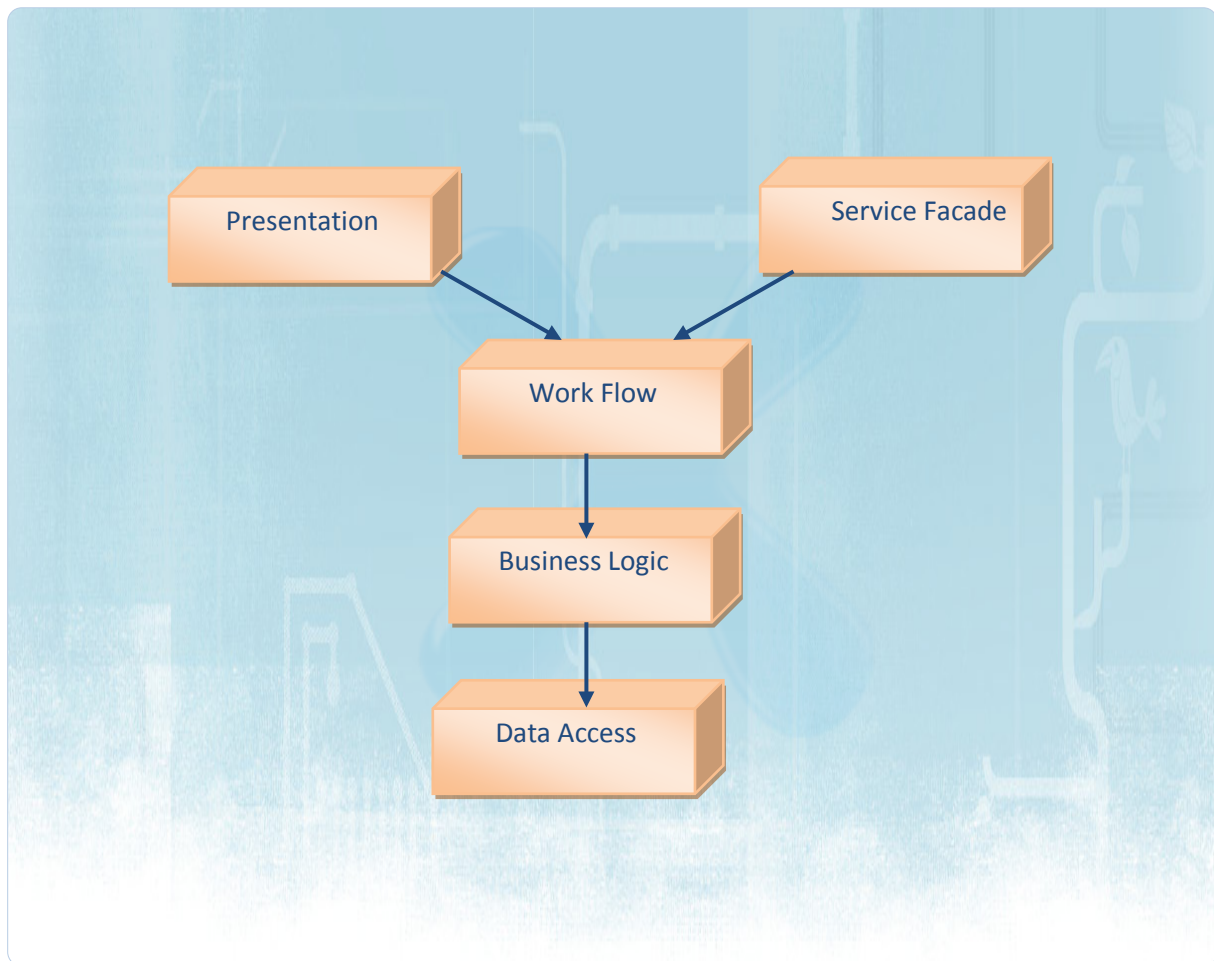 Presentation
Service Facade
Work Flow
Business Logic
Data Access